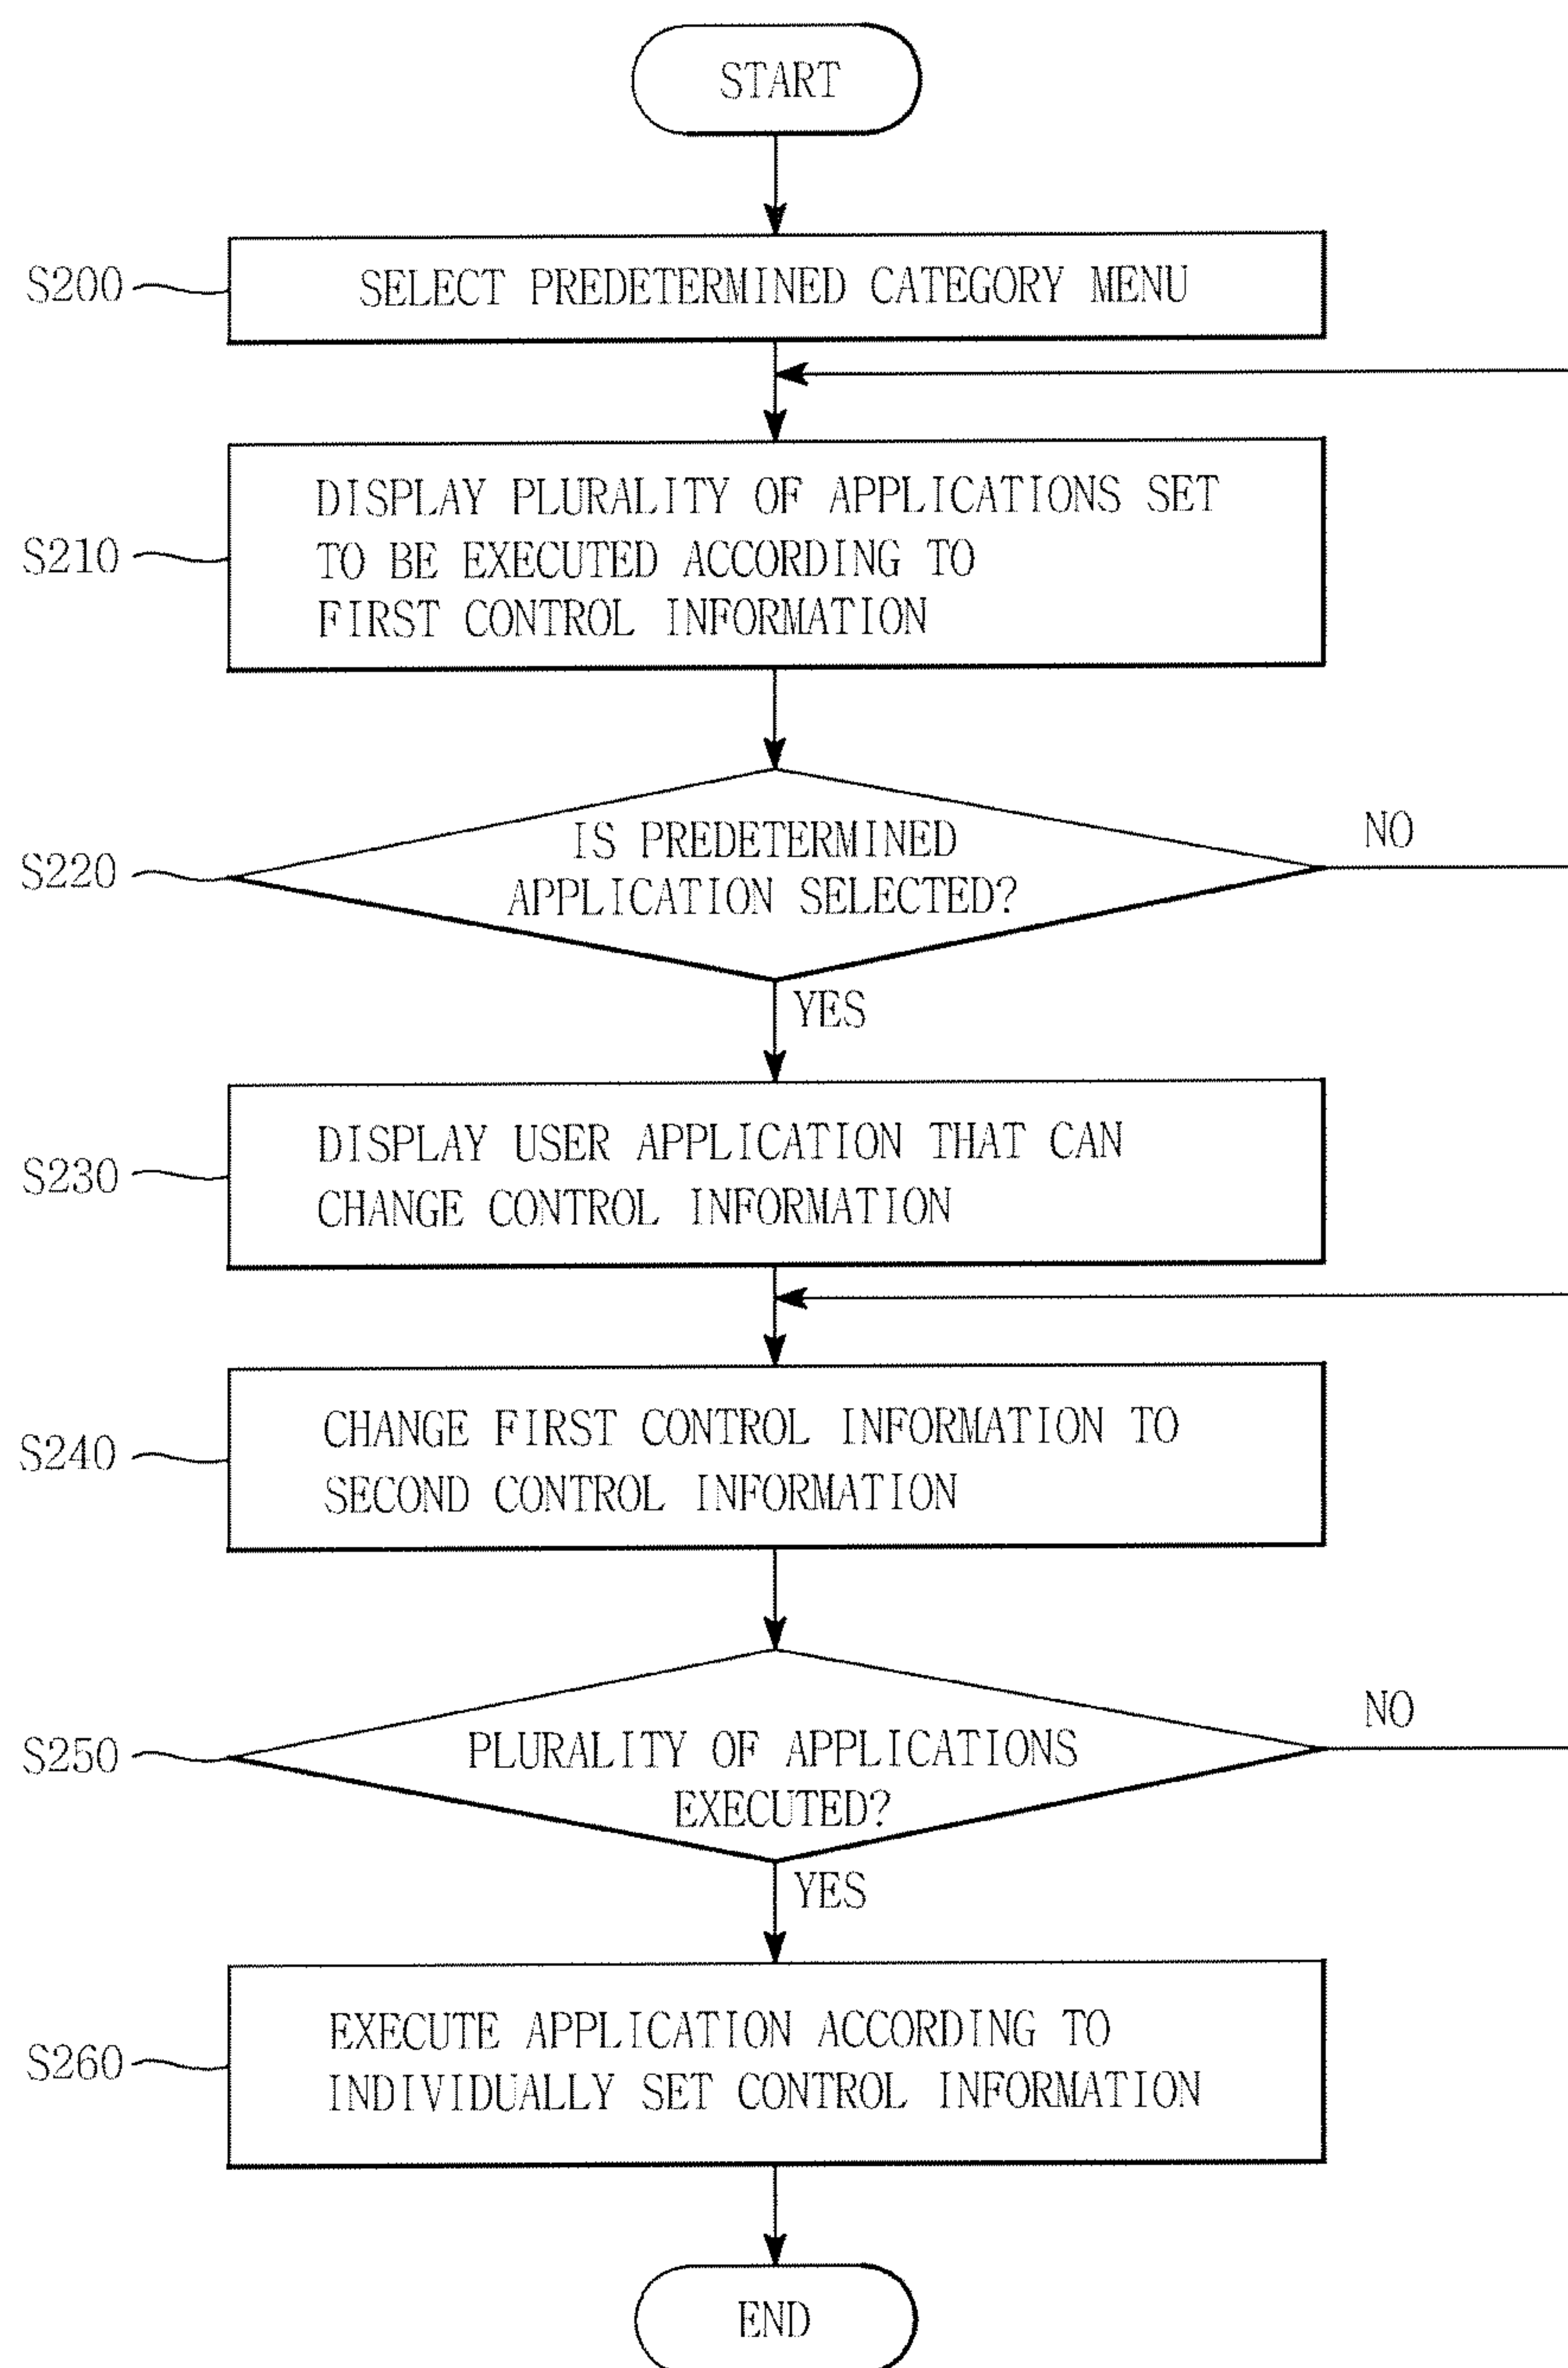 START
S200
SELECT PREDETERMINED CATEGORY MENU
S210
DISPLAY PLURALITY OF APPLICATIONS SET
TO BE EXECUTED ACCORDING TO
FIRST CONTROL INFORMATION
S220
IS PREDETERMINED
APPLICATION SELECTED?
NO
YES
S230
DISPLAY USER APPLICATION THAT CAN
CHANGE CONTROL INFORMATION
S240
CHANGE FIRST CONTROL INFORMATION TO
SECOND CONTROL INFORMATION
S250
PLURALITY OF APPLICATIONS
EXECUTED?
NO
YES
S260
EXECUTE APPLICATION ACCORDING TO
INDIVIDUALLY SET CONTROL INFORMATION
END